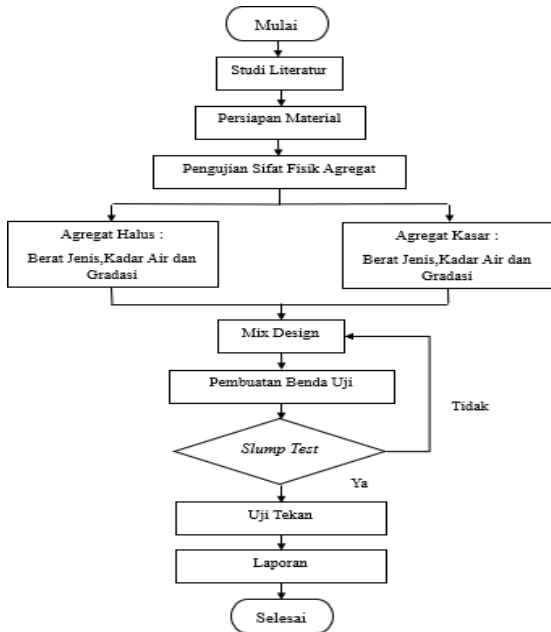 Mulai
Studi Literatur
Persiapan Material
Pengujian Sifat Fisik Agregat
Agregat Halus :
Berat Jenis,Kadar Air dan
Gradasi
Agregat Kasar :
Berat Jenis,Kadar Air dan
Gradasi
Mix Design
Pembuatan Benda Uji
Tidak
Slump Test
Ya
Uji Tekan
Laporan
Selesai